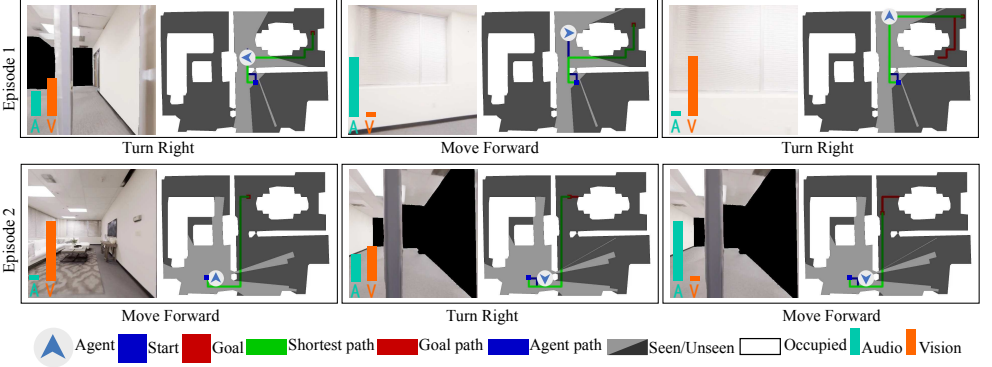 Episode 1
A V
A V
A V
Turn Right
Move Forward
Turn Right
Episode 2
A V
A V
A V
Move Forward
Turn Right
Move Forward
Agent Start Goal Shortest path Goal path Agent path Seen/Unseen Occupied Audio Vision